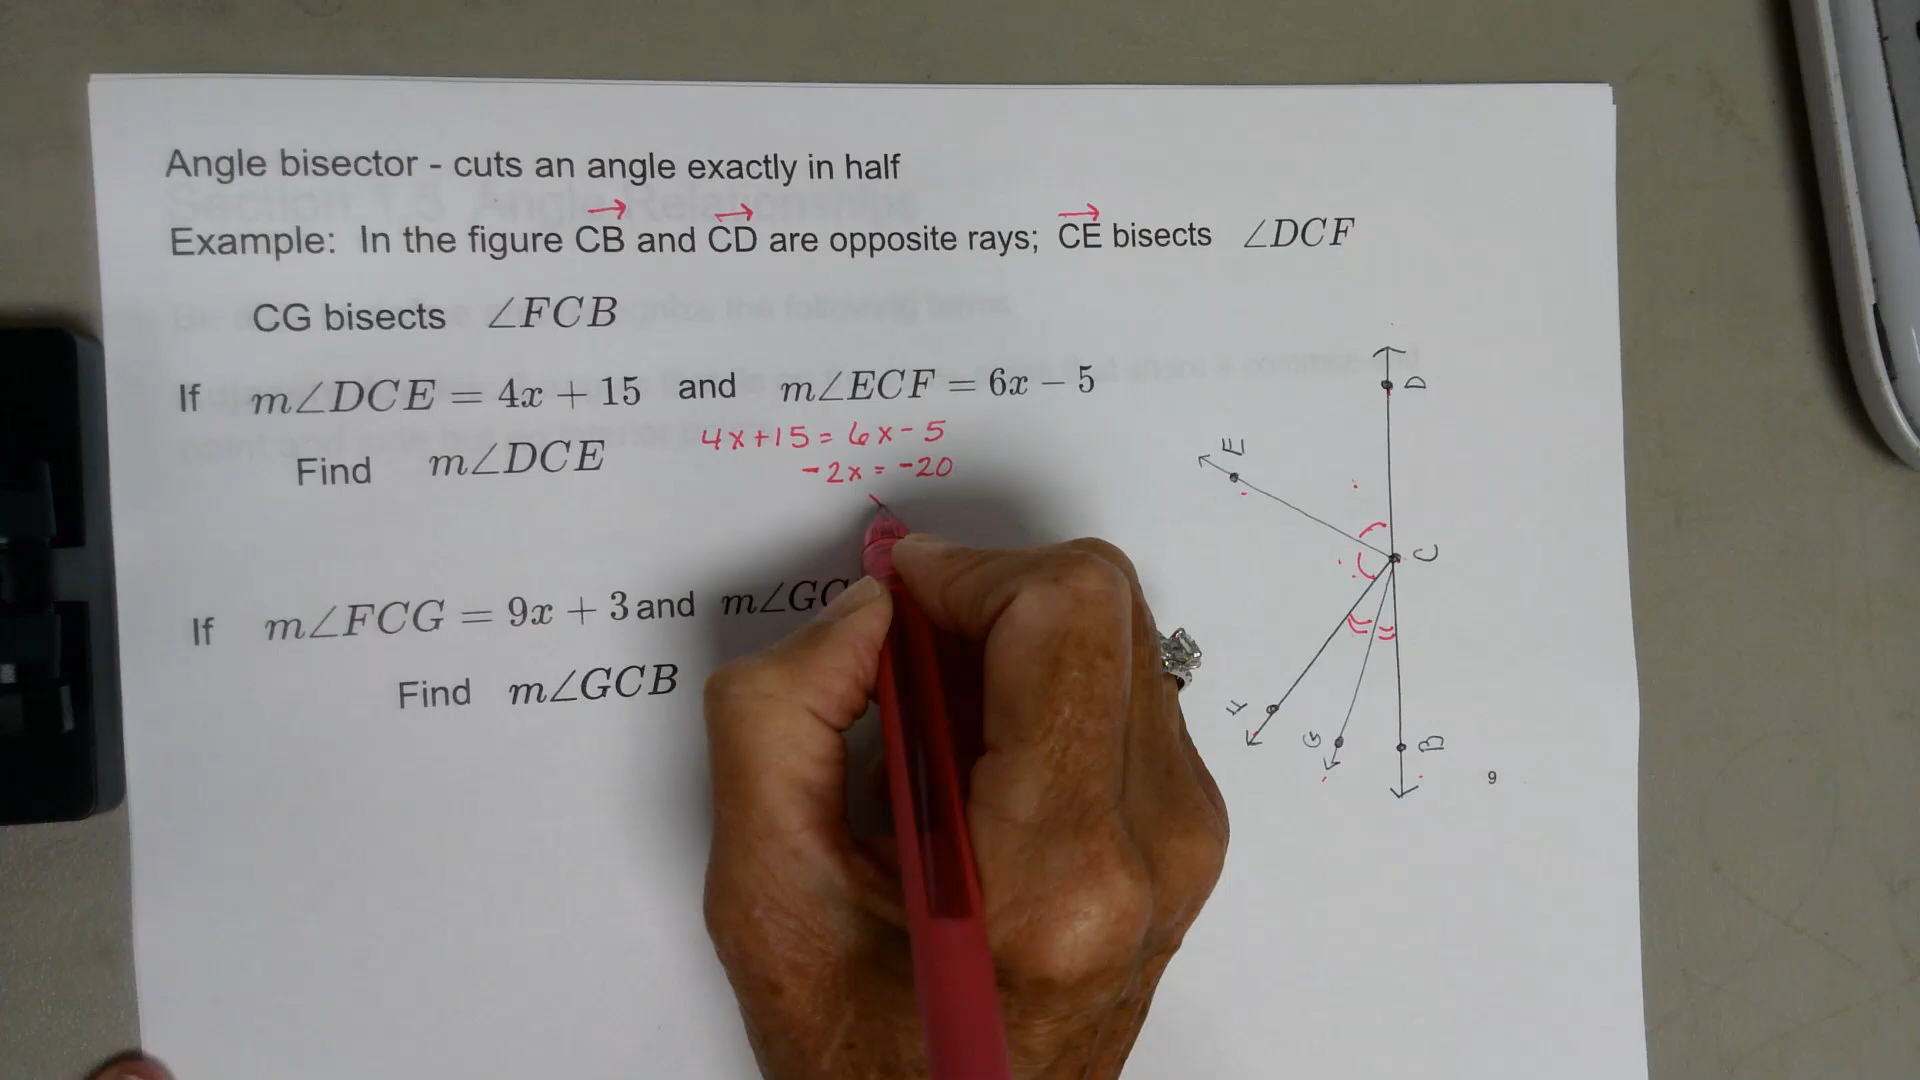 Angle bisector - cuts an angle exactly in half
Example: In the figure CB and CD are opposite rays; CE bisects ∠DCF
CG bisects ∠FCB
If m∠DCE = 4x + 15 and m∠ECF = 6x − 5
4x+15 = 6x - 5
Find m∠DCE
-2x = -20
If m∠FCG = 9x + 3 and m∠GC
Find m∠GCB
D
E
C
F
G
B
9